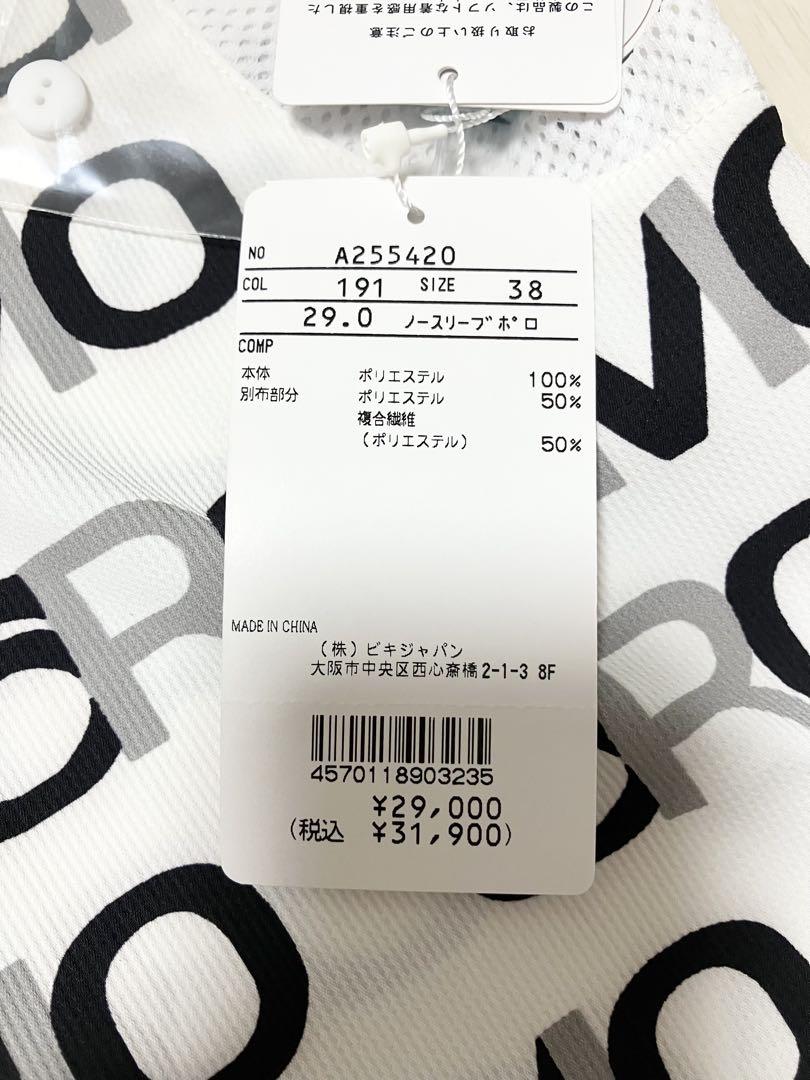 お取り扱い上のご注意
この製品は、ソフトな着用感を重視した
NO A255420
COL 191 SIZE 38
29.0 ノースリーブポロ
COMP
本体 ポリエステル 100%
別布部分 ポリエステル 50%
複合繊維
(ポリエステル) 50%
MADE IN CHINA
(株)ビキジャパン
大阪市中央区西心斎橋2-1-3 8F
4570118903235
¥29,000
(税込 ¥31,900)